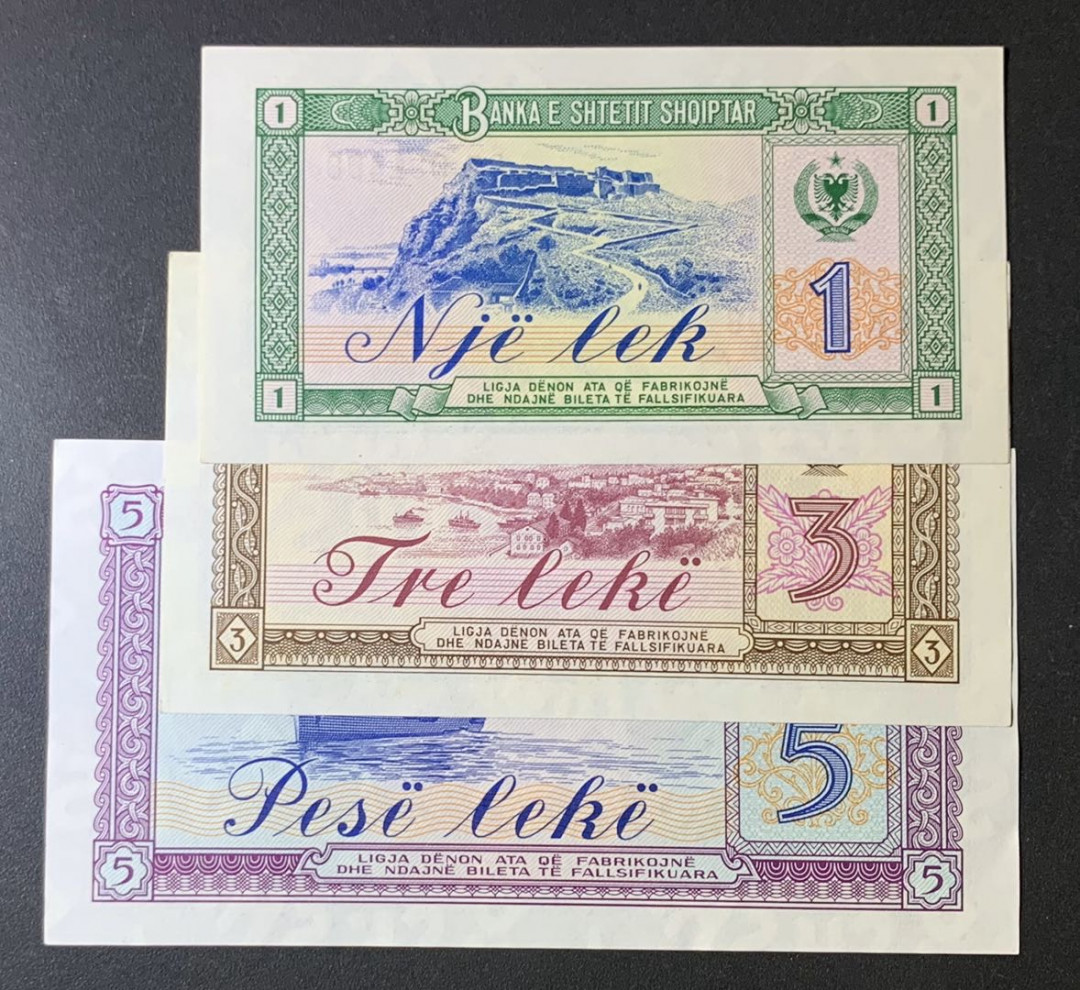 1 BANKA E SHTETIT SHQIPTAR 1
1
Një lek
LIGJA DËNON ATA QË FABRIKOJNË
DHE NDAJNË BILETA TË FALLSIFIKUARA
1 1
3
Tre lekë
LIGJA DËNON ATA QË FABRIKOJNË
DHE NDAJNË BILETA TË FALLSIFIKUARA
3 3
5
5
Pesë lekë
LIGJA DËNON ATA QË FABRIKOJNË
DHE NDAJNË BILETA TË FALLSIFIKUARA
5 5